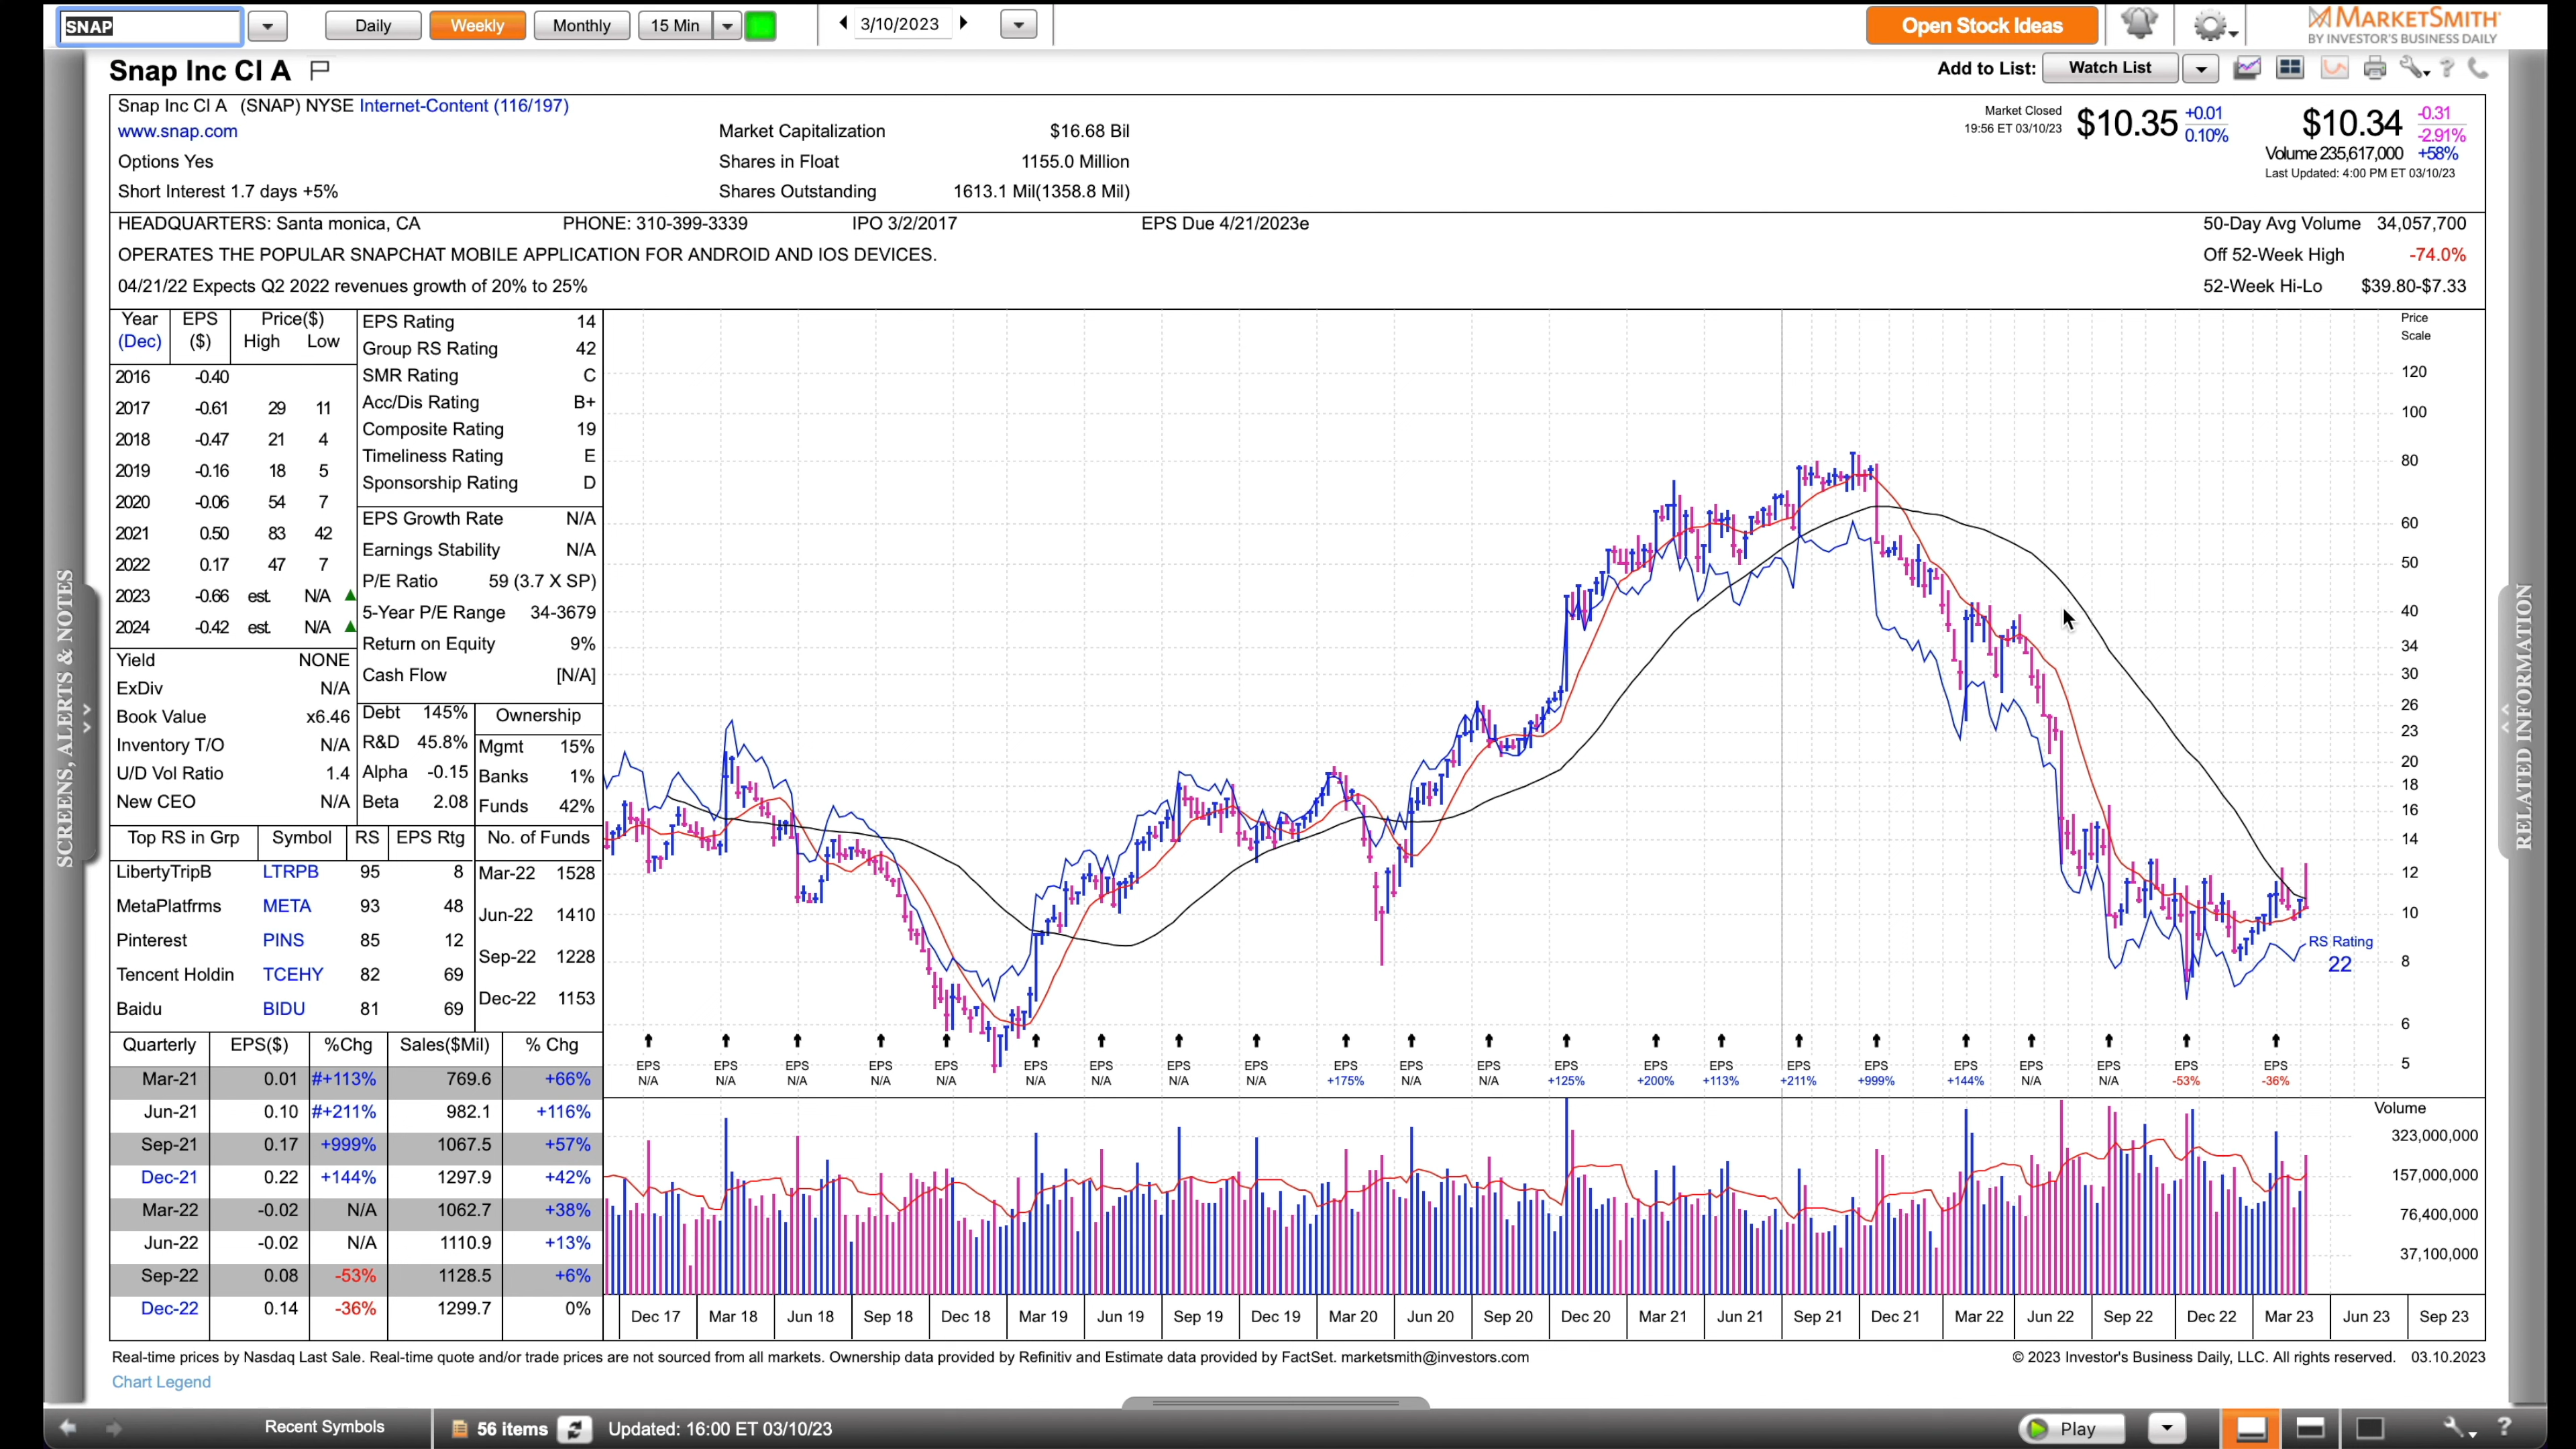 SNAP Daily Weekly Monthly 15 Min 3/10/2023 Open Stock Ideas MARKETSMITH
BY INVESTOR'S BUSINESS DAILY
Snap Inc Cl A Add to List: Watch List
Snap Inc Cl A (SNAP) NYSE Internet-Content (116/197)
www.snap.com Market Capitalization $16.68 Bil
Options Yes Shares in Float 1155.0 Million
Short Interest 1.7 days +5% Shares Outstanding 1613.1 Mil(1358.8 Mil)
Market Closed
19:56 ET 03/10/23 $10.35 +0.01
0.10%
$10.34 -0.31
-2.91%
Volume 235,617,000 +58%
Last Updated: 4:00 PM ET 03/10/23
HEADQUARTERS: Santa monica, CA PHONE: 310-399-3339 IPO 3/2/2017 EPS Due 4/21/2023e 50-Day Avg Volume 34,057,700
OPERATES THE POPULAR SNAPCHAT MOBILE APPLICATION FOR ANDROID AND IOS DEVICES. Off 52-Week High -74.0%
04/21/22 Expects Q2 2022 revenues growth of 20% to 25% 52-Week Hi-Lo $39.80-$7.33
Year EPS Price($)
(Dec) ($) High Low
2016 -0.40
2017 -0.61 29 11
2018 -0.47 21 4
2019 -0.16 18 5
2020 -0.06 54 7
2021 0.50 83 42
2022 0.17 47 7
2023 -0.66 est. N/A
2024 -0.42 est. N/A
Yield NONE
ExDiv N/A
Book Value x6.46
Inventory T/O N/A
U/D Vol Ratio 1.4
New CEO N/A
EPS Rating 14
Group RS Rating 42
SMR Rating C
Acc/Dis Rating B+
Composite Rating 19
Timeliness Rating E
Sponsorship Rating D
EPS Growth Rate N/A
Earnings Stability N/A
P/E Ratio 59 (3.7 X SP)
5-Year P/E Range 34-3679
Return on Equity 9%
Cash Flow [N/A]
Debt 145%
R&D 45.8%
Alpha -0.15
Beta 2.08
Ownership
Mgmt 15%
Banks 1%
Funds 42%
Top RS in Grp Symbol RS EPS Rtg
LibertyTripB LTRPB 95 8
MetaPlatfrms META 93 48
Pinterest PINS 85 12
Tencent Holdin TCEHY 82 69
Baidu BIDU 81 69
No. of Funds
Mar-22 1528
Jun-22 1410
Sep-22 1228
Dec-22 1153
Quarterly EPS($) %Chg Sales($Mil) % Chg
Mar-21 0.01 #+113% 769.6 +66%
Jun-21 0.10 #+211% 982.1 +116%
Sep-21 0.17 +999% 1067.5 +57%
Dec-21 0.22 +144% 1297.9 +42%
Mar-22 -0.02 N/A 1062.7 +38%
Jun-22 -0.02 N/A 1110.9 +13%
Sep-22 0.08 -53% 1128.5 +6%
Dec-22 0.14 -36% 1299.7 0%
Price
Scale
120
100
80
60
50
40
34
30
26
23
20
18
16
14
12
10
8
6
5
RS Rating
22
EPS EPS EPS EPS EPS EPS EPS EPS EPS EPS EPS EPS EPS EPS EPS EPS EPS EPS EPS EPS EPS EPS
N/A N/A N/A N/A N/A N/A N/A N/A N/A +175% N/A N/A +125% +200% +113% +211% +999% +144% N/A N/A -53% -36%
Volume
323,000,000
157,000,000
76,400,000
37,100,000
Dec 17 Mar 18 Jun 18 Sep 18 Dec 18 Mar 19 Jun 19 Sep 19 Dec 19 Mar 20 Jun 20 Sep 20 Dec 20 Mar 21 Jun 21 Sep 21 Dec 21 Mar 22 Jun 22 Sep 22 Dec 22 Mar 23 Jun 23 Sep 23
Real-time prices by Nasdaq Last Sale. Real-time quote and/or trade prices are not sourced from all markets. Ownership data provided by Refinitiv and Estimate data provided by FactSet. marketsmith@investors.com © 2023 Investor's Business Daily, LLC. All rights reserved. 03.10.2023
Chart Legend
SCREENS, ALERTS & NOTES
RELATED INFORMATION
Recent Symbols 56 items Updated: 16:00 ET 03/10/23 Play